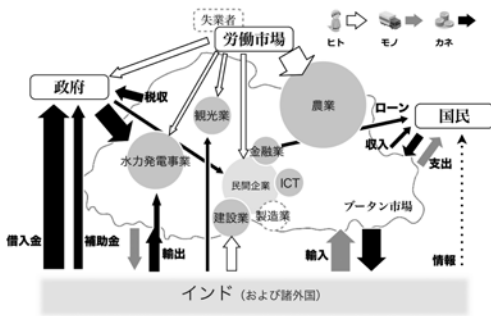 失業者
労働市場
ヒト
モノ
カネ
政府
税収
観光業
農業
ローン
国民
水力発電事業
金融業
収入
支出
民間企業
ICT
建設業
製造業
ブータン市場
借入金
補助金
輸出
輸入
情報
インド（および諸外国）